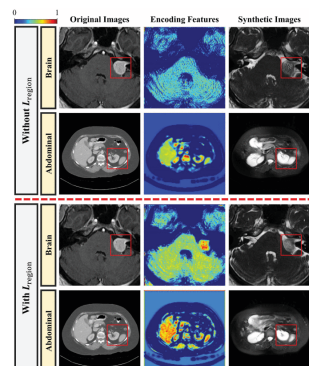 0 1
Original Images
Encoding Features
Synthetic Images
Without Lregion
Brain
Abdominal
With Lregion
Brain
Abdominal